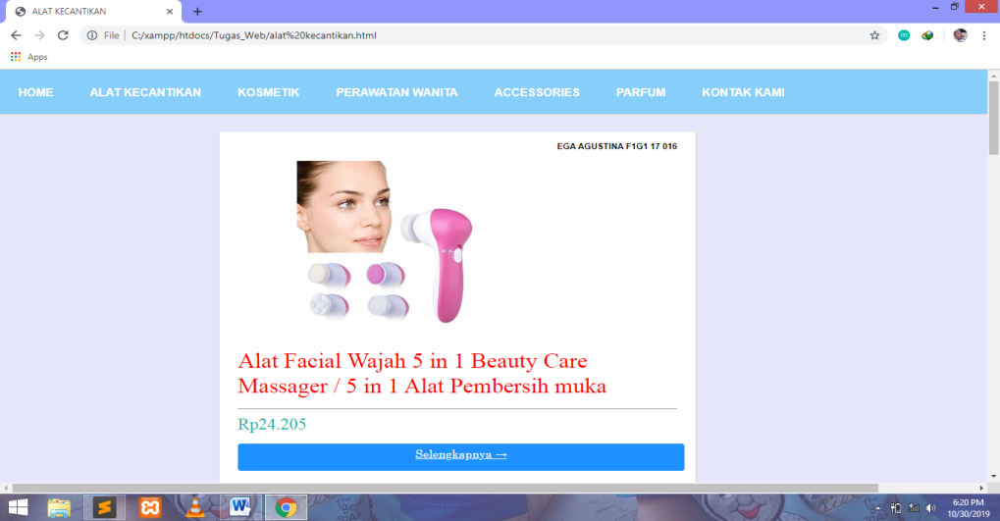 ALAT KECANTIKAN
File | C:/xampp/htdocs/Tugas_Web/alat%20kecantikan.html
Apps
HOME ALAT KECANTIKAN KOSMETIK PERAWATAN WANITA ACCESSORIES PARFUM KONTAK KAMI
EGA AGUSTINA F1G1 17 016
Alat Facial Wajah 5 in 1 Beauty Care
Massager / 5 in 1 Alat Pembersih muka
Rp24.205
Selengkapnya →
6:20 PM
10/30/2019